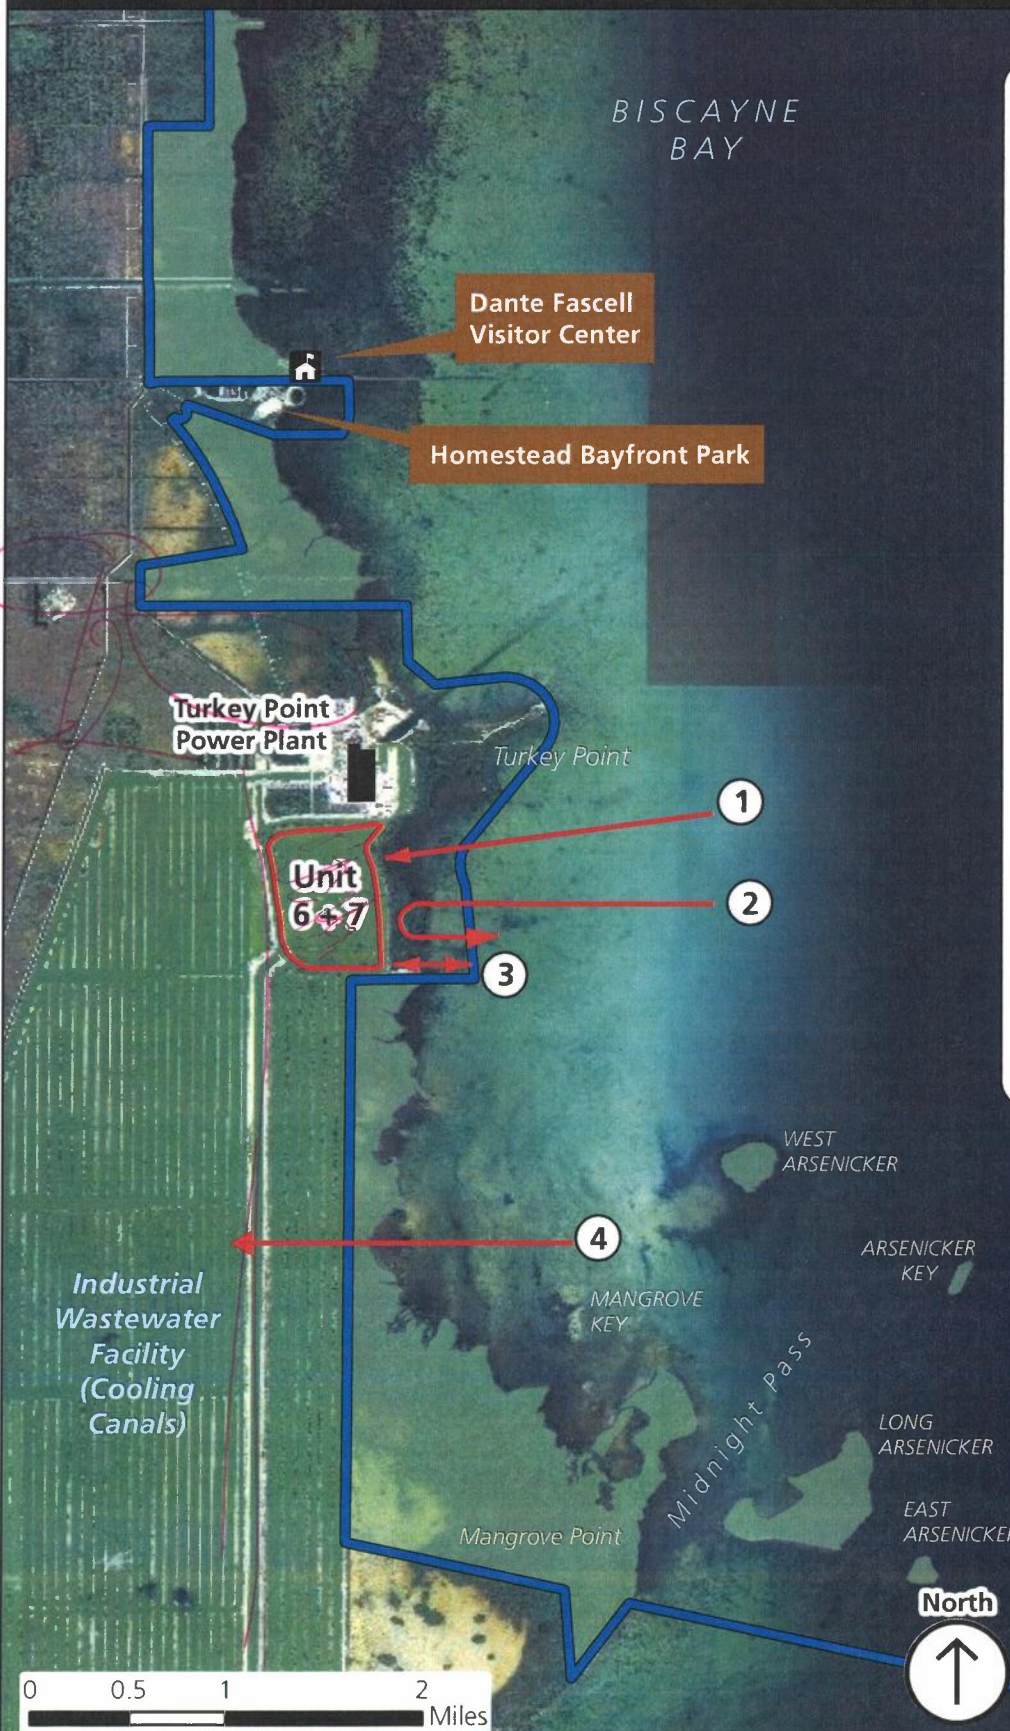 BISCAYNE
BAY
Dante Fascell
Visitor Center
Homestead Bayfront Park
Turkey Point
Power Plant
Turkey Point
1
Unit
6 + 7
2
3
WEST
ARSENICKER
4
ARSENICKER
KEY
Industrial
Wastewater
Facility
(Cooling
Canals)
MANGROVE
KEY
Midnight Pass
LONG
ARSENICKER
EAST
ARSENICKER
Mangrove Point
North
0 0.5 1 2
Miles